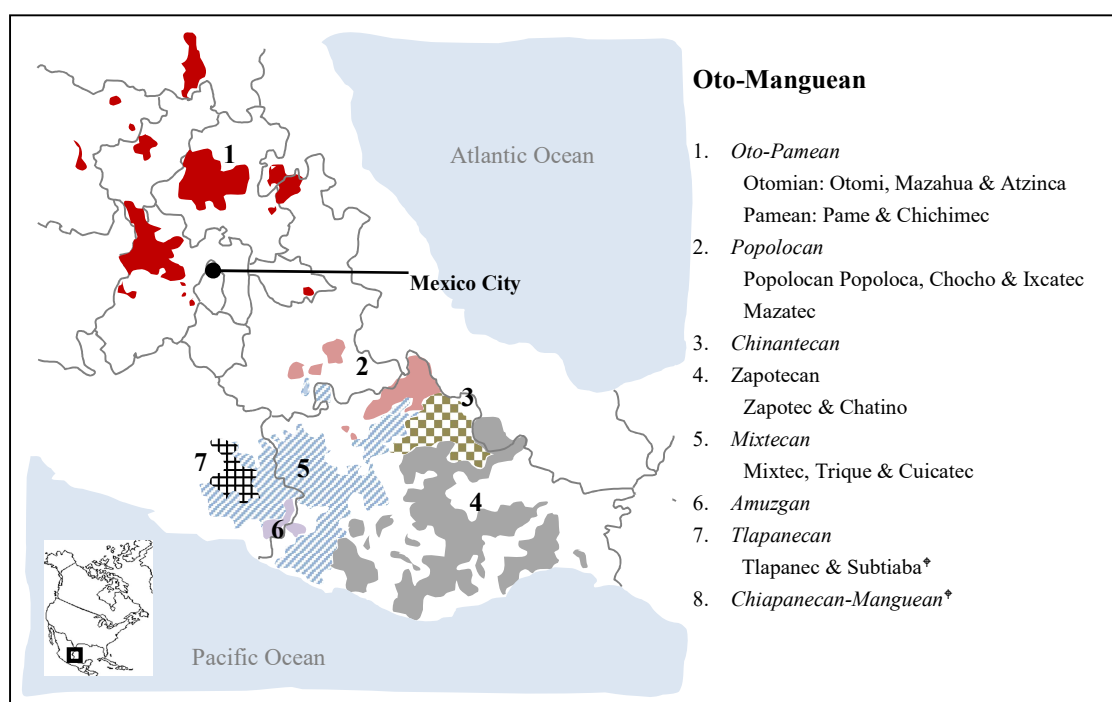 Oto-Manguean
1
Atlantic Ocean
1. Oto-Pamean
Otomian: Otomi, Mazahua & Atzinca
Pamean: Pame & Chichimec
2. Popolocan
Mexico City
Popolocan Popoloca, Chocho & Ixcatec
Mazatec
3. Chinantecan
2
4. Zapotecan
3
Zapotec & Chatino
5. Mixtecan
7
5
Mixtec, Trique & Cuicatec
4
6. Amuzgan
6
7. Tlapanecan
Tlapanec & Subtiaba⌖
8. Chiapanecan-Manguean⌖
Pacific Ocean